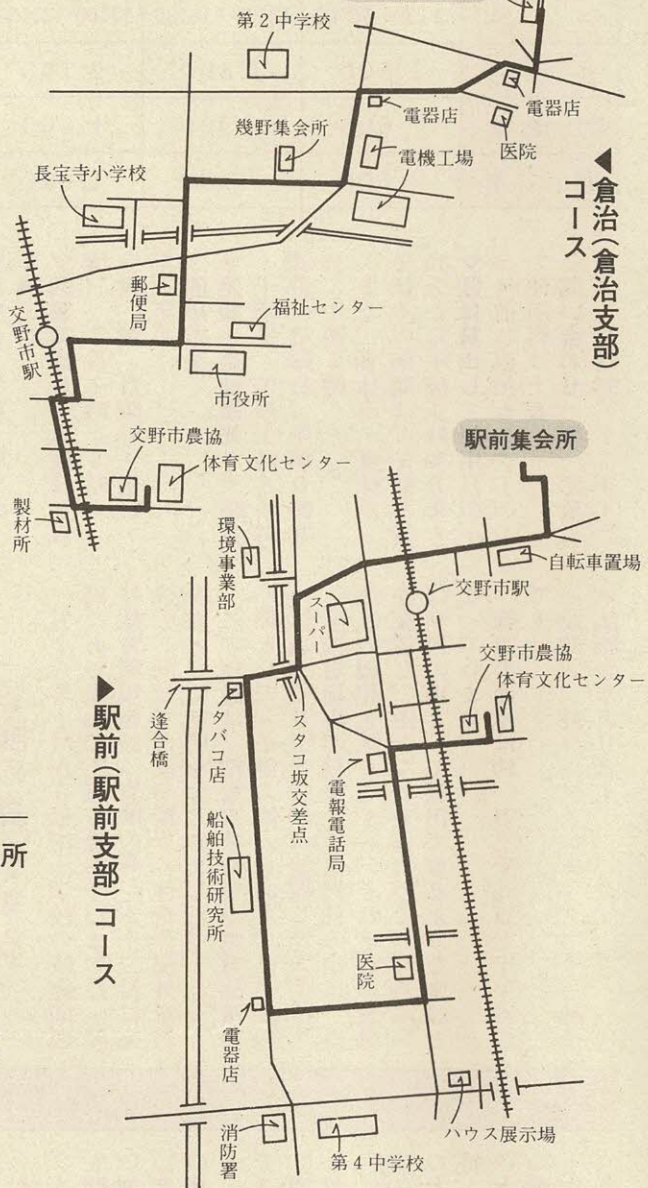 第2中学校
電器店
電器店
医院
幾野集会所
電機工場
長宝寺小学校
◀倉治(倉治支部)
コース
郵便局
福祉センター
交野市駅
市役所
交野市農協
体育文化センター
製材所
駅前集会所
環境事業部
自転車置場
スーパー
交野市駅
交野市農協
体育文化センター
▶駅前(駅前支部)コース
逢合橋
タバコ店
スタコ坂交差点
電報電話局
船舶技術研究所
所
医院
電器店
ハウス展示場
消防署
第4中学校